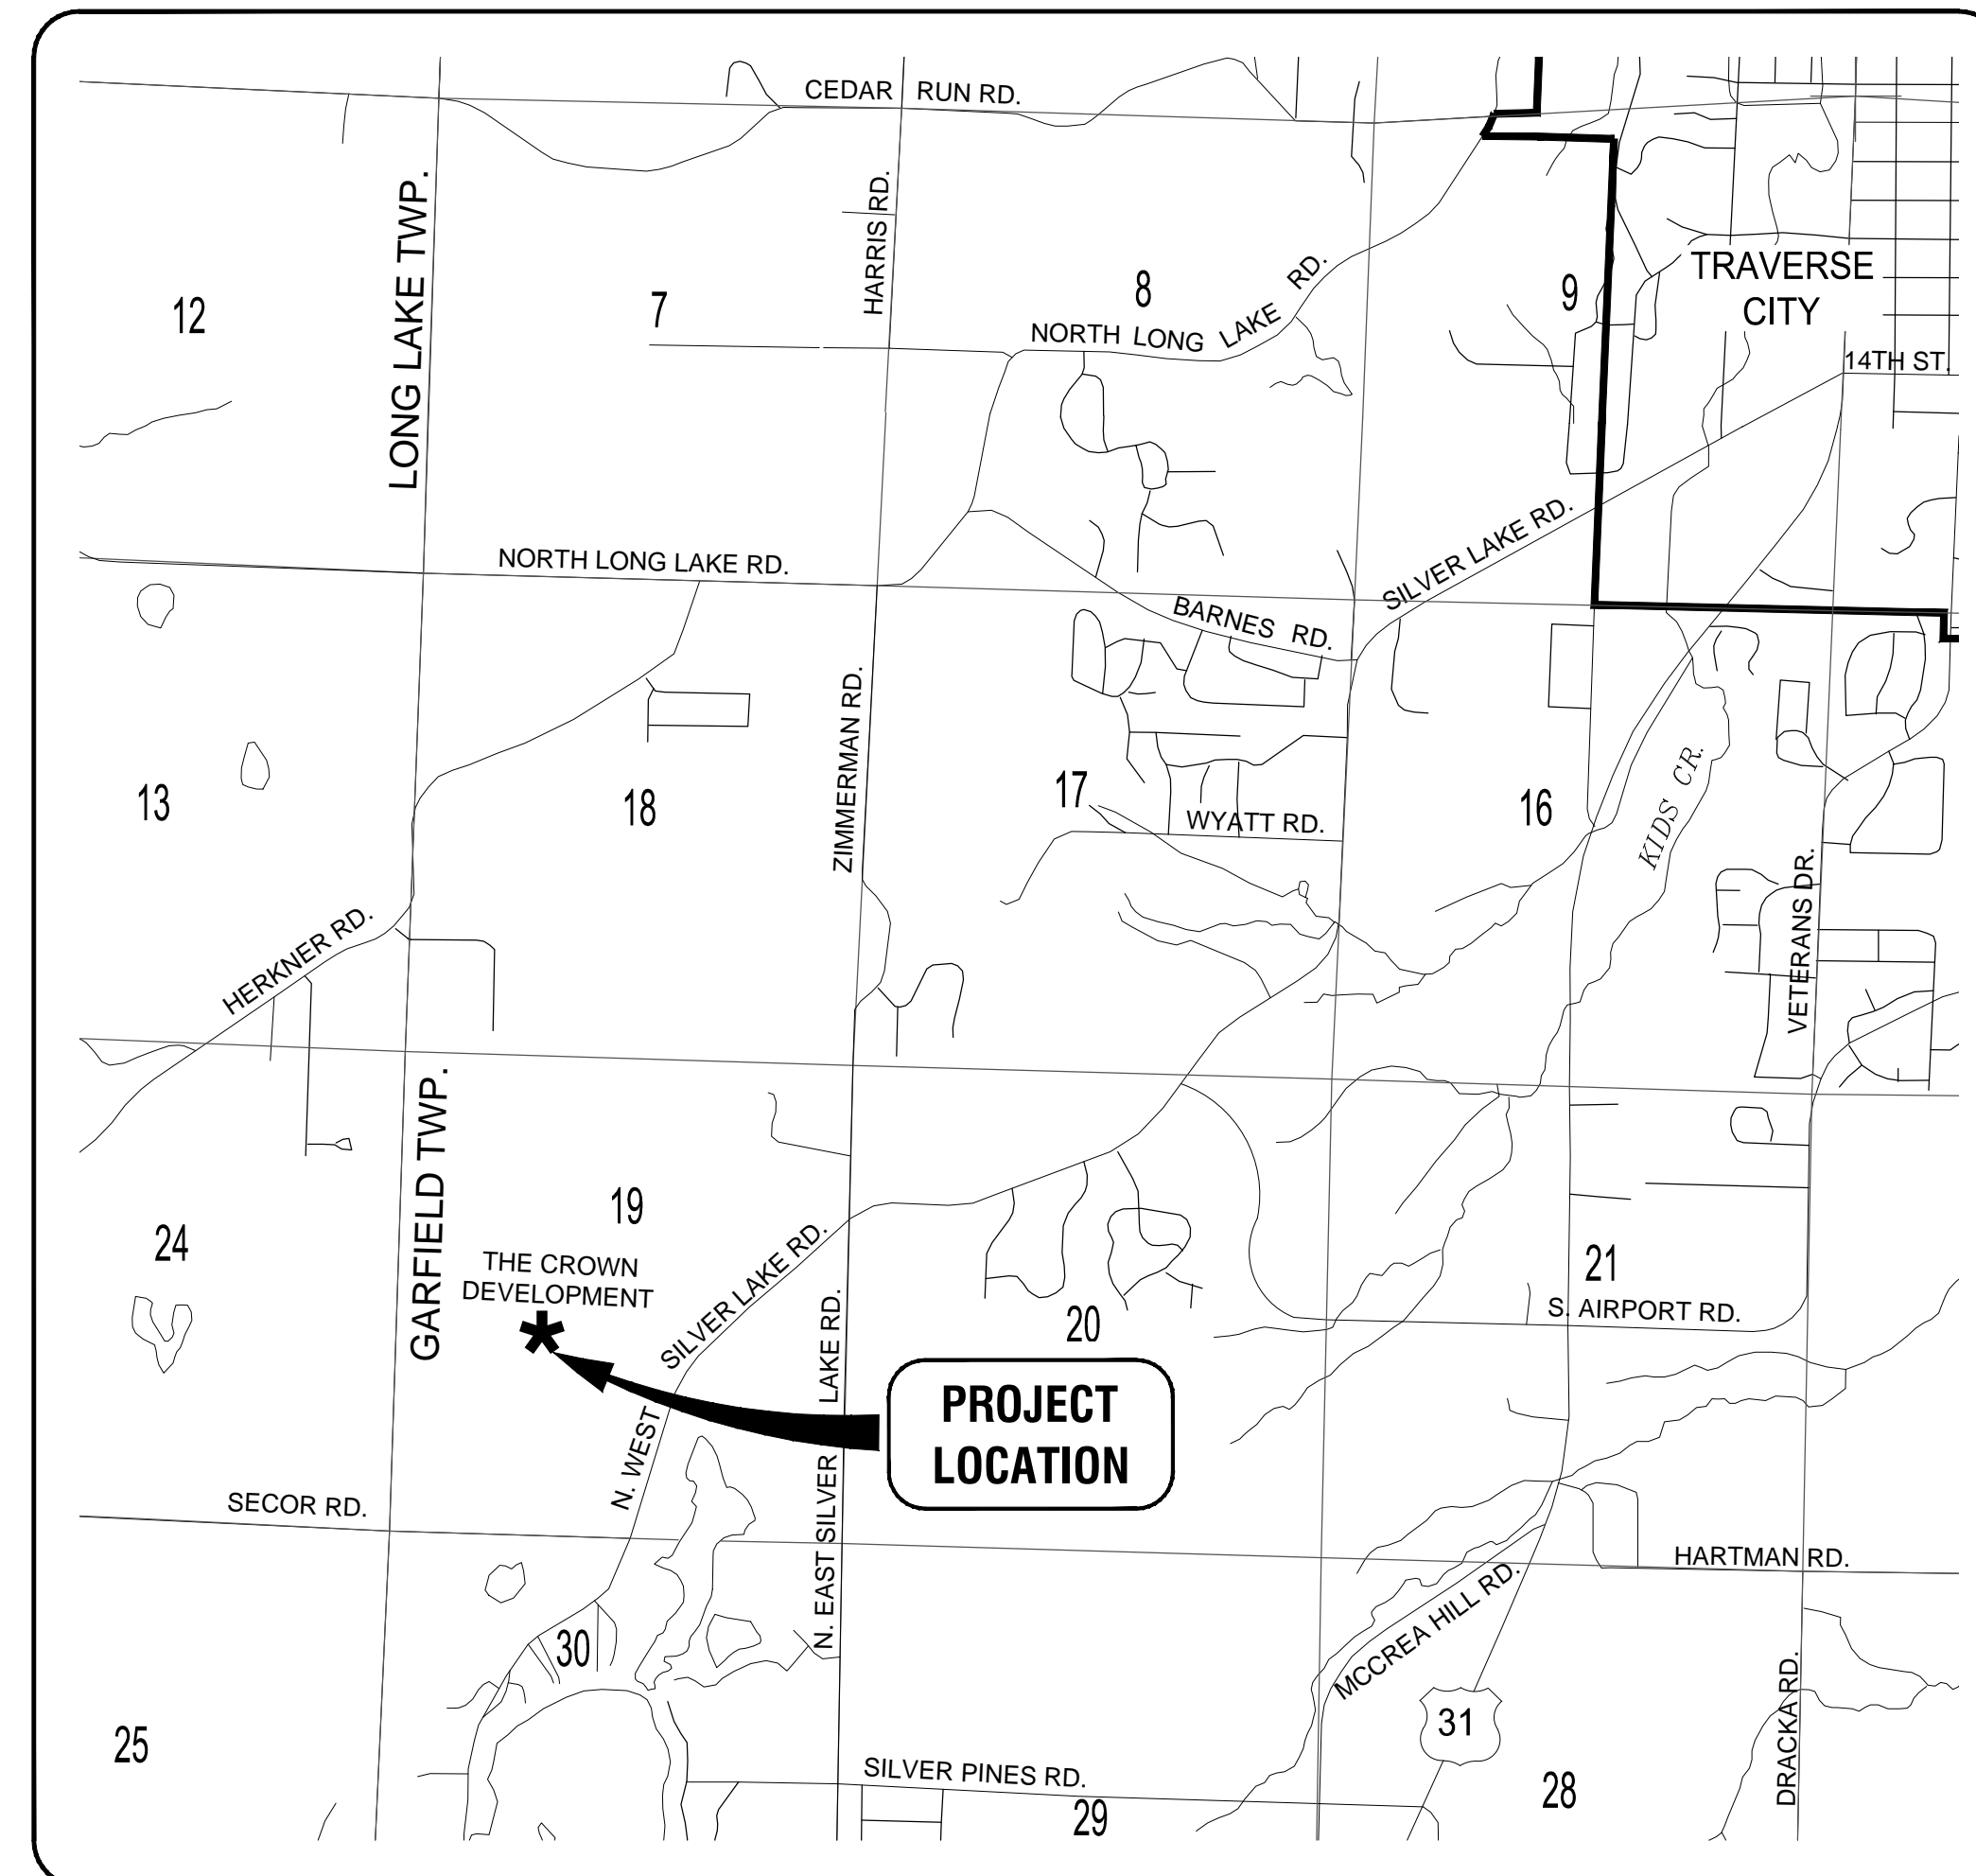 CEDAR RUN RD.
LONG LAKE TWP.
HARRIS RD.
12
7
8
9
NORTH LONG LAKE RD.
TRAVERSE
CITY
14TH ST.
NORTH LONG LAKE RD.
SILVER LAKE RD.
BARNES RD.
ZIMMERMAN RD.
13
18
17
16
WYATT RD.
KIDS CR.
VETERANS DR.
HERKNER RD.
GARFIELD TWP.
24
19
THE CROWN
DEVELOPMENT
*
SILVER LAKE RD.
N. WEST
20
21
S. AIRPORT RD.
N. EAST SILVER LAKE RD.
PROJECT
LOCATION
SECOR RD.
HARTMAN RD.
MCCREA HILL RD.
30
25
31
DRACKA RD.
SILVER PINES RD.
29
28